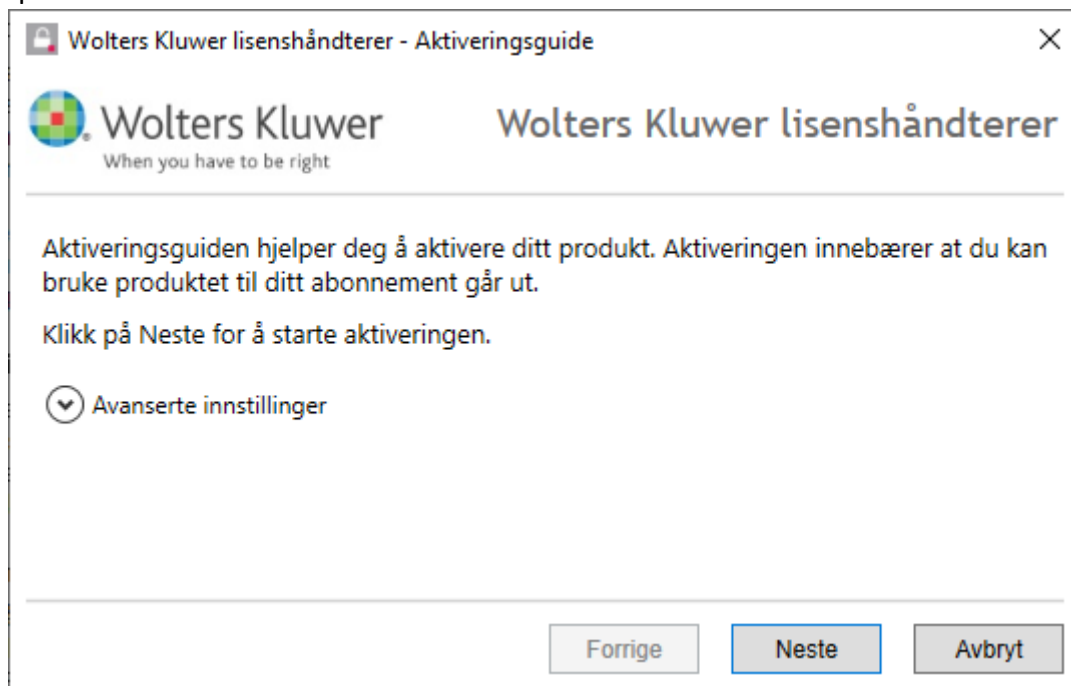 Wolters Kluwer lisenshåndterer - Aktiveringsguide
Wolters Kluwer
When you have to be right
Wolters Kluwer lisenshåndterer
Aktiveringsguiden hjelper deg å aktivere ditt produkt. Aktiveringen innebærer at du kan
bruke produktet til ditt abonnement går ut.
Klikk på Neste for å starte aktiveringen.
Avanserte innstillinger
Forrige
Neste
Avbryt